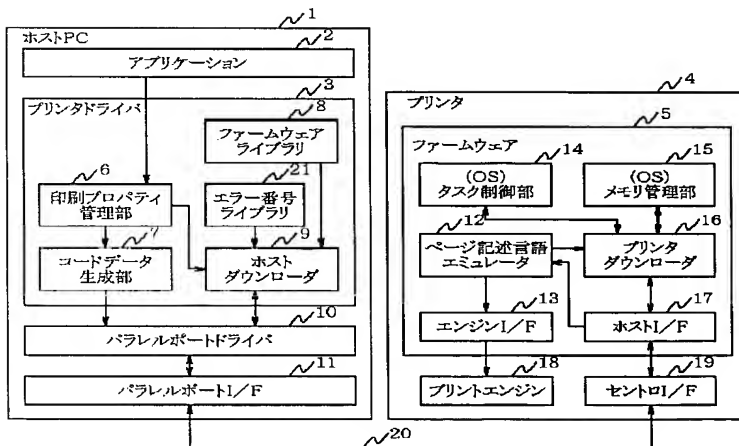 1
ホストPC
2
アプリケーション
3
プリンタドライバ
8
ファームウェア
ライブラリ
6
印刷プロパティ
管理部
21
エラー番号
ライブラリ
7
コードデータ
生成部
9
ホスト
ダウンローダ
10
パラレルポートドライバ
11
パラレルポートI/F
20
4
プリンタ
5
ファームウェア
14
(OS)
タスク制御部
15
(OS)
メモリ管理部
12
ページ記述言語
エミュレータ
16
プリンタ
ダウンローダ
13
エンジンI/F
17
ホストI/F
18
プリントエンジン
19
セントロI/F